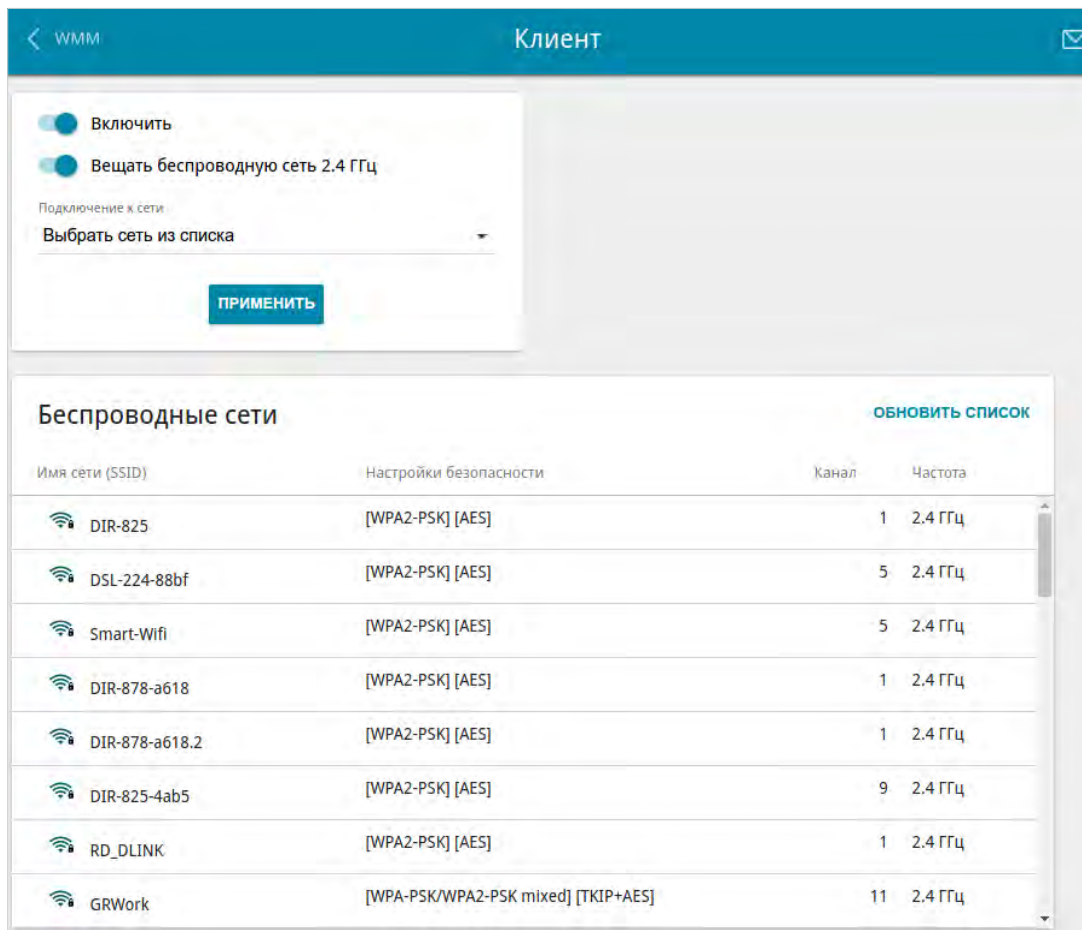 WMM Клиент
Включить
Вещать беспроводную сеть 2.4 ГГц
Подключение к сети
Выбрать сеть из списка
ПРИМЕНИТЬ
Беспроводные сети ОБНОВИТЬ СПИСОК
Имя сети (SSID) Настройки безопасности Канал Частота
DIR-825 [WPA2-PSK] [AES] 1 2.4 ГГц
DSL-224-88bf [WPA2-PSK] [AES] 5 2.4 ГГц
Smart-Wifi [WPA2-PSK] [AES] 5 2.4 ГГц
DIR-878-a618 [WPA2-PSK] [AES] 1 2.4 ГГц
DIR-878-a618.2 [WPA2-PSK] [AES] 1 2.4 ГГц
DIR-825-4ab5 [WPA2-PSK] [AES] 9 2.4 ГГц
RD_DLINK [WPA2-PSK] [AES] 1 2.4 ГГц
GRWork [WPA-PSK/WPA2-PSK mixed] [TKIP+AES] 11 2.4 ГГц